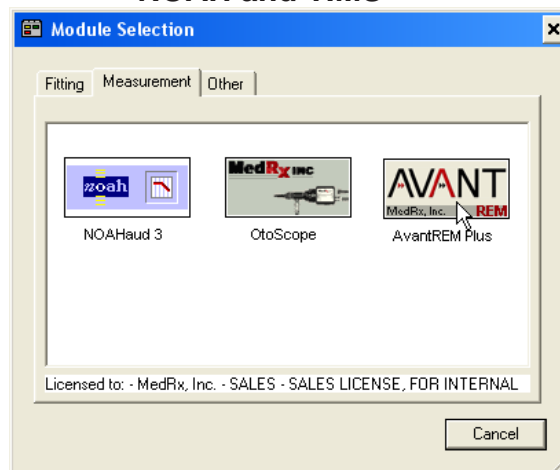 Module Selection
Fitting Measurement Other
noah
MedRx INC
AVANT
MedRx, Inc. REM
NOAHaud 3 OtoScope AvantREM Plus
Licensed to: - MedRx, Inc. - SALES - SALES LICENSE, FOR INTERNAL
Cancel